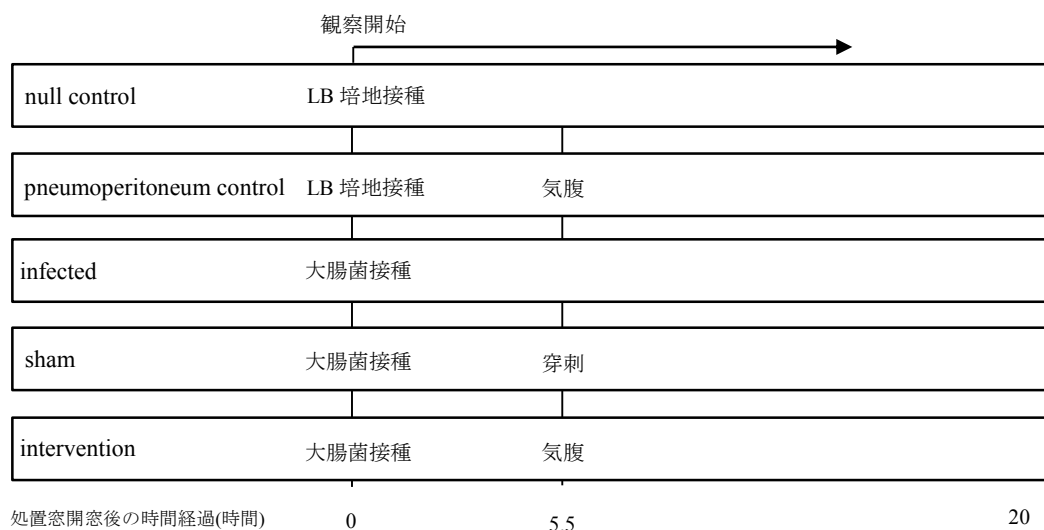 観察開始
null control LB 培地接種
pneumoperitoneum control LB 培地接種 気腹
infected 大腸菌接種
sham 大腸菌接種 穿刺
intervention 大腸菌接種 気腹
処置窓開窓後の時間経過(時間) 0 5.5 20